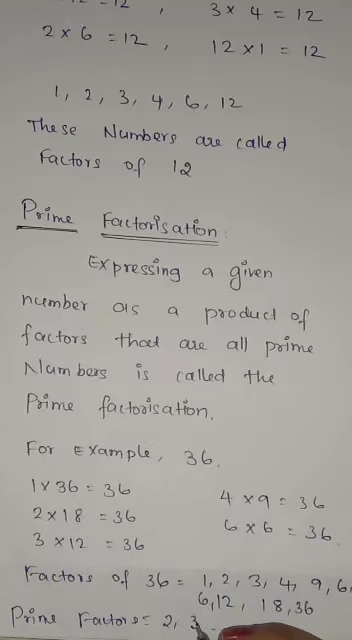 = 12, 3 × 4 = 12
2 × 6 = 12, 12 × 1 = 12
1, 2, 3, 4, 6, 12
These Numbers are called
Factors of 12
Prime Factorisation:
Expressing a given
number as a product of
factors that are all prime
Numbers is called the
Prime factorisation.
For Example, 36.
1 × 36 = 36 4 × 9 = 36
2 × 18 = 36 6 × 6 = 36.
3 × 12 = 36
Factors of 36 = 1, 2, 3, 4, 9, 6,
6, 12, 18, 36
Prime Factors = 2, 3